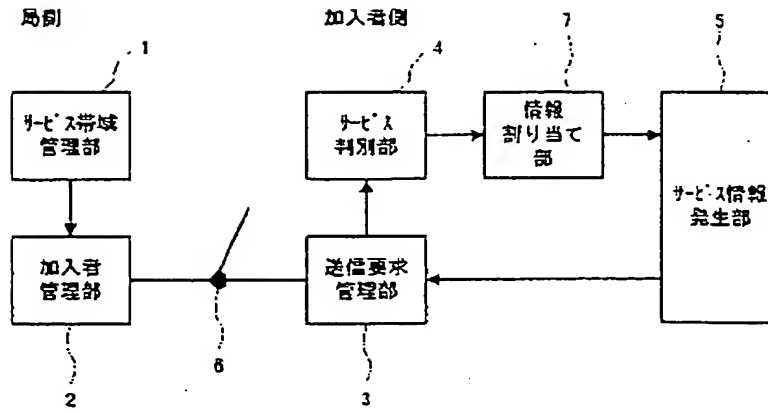 局側
加入者側
1
4
7
5
サービス帯域
管理部
サービス
判別部
情報
割り当て
部
サービス情報
発生部
加入者
管理部
送信要求
管理部
6
2
3